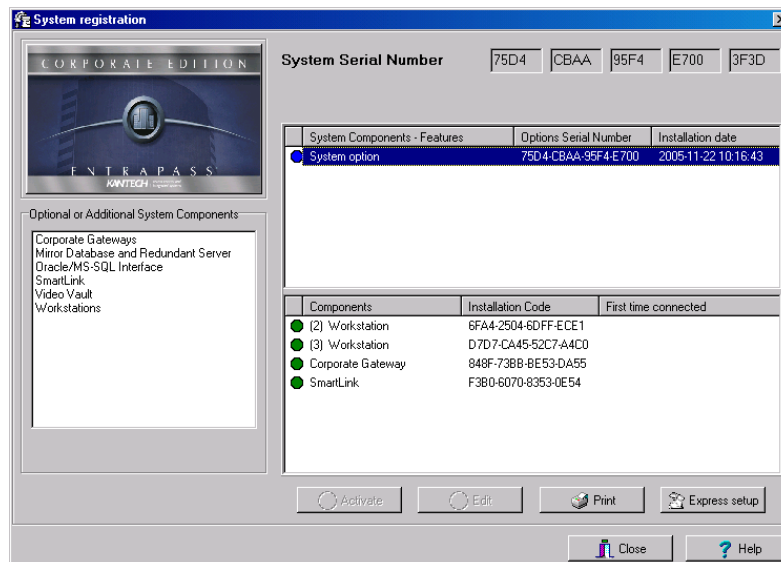 System registration
CORPORATE EDITION
ENTRAPASS
KANTECH
System Serial Number 75D4 CBAA 95F4 E700 3F3D
System Components - Features Options Serial Number Installation date
System option 75D4-CBAA-95F4-E700 2005-11-22 10:16:43
Optional or Additional System Components
Corporate Gateways
Mirror Database and Redundant Server
Oracle/MS-SQL Interface
SmartLink
Video Vault
Workstations
Components Installation Code First time connected
(2) Workstation 6FA4-2504-6DFF-ECE1
(3) Workstation D7D7-CA45-52C7-A4C0
Corporate Gateway 848F-73BB-BE53-DA55
SmartLink F3B0-6070-8353-0E54
Activate Edit Print Express setup
Close Help